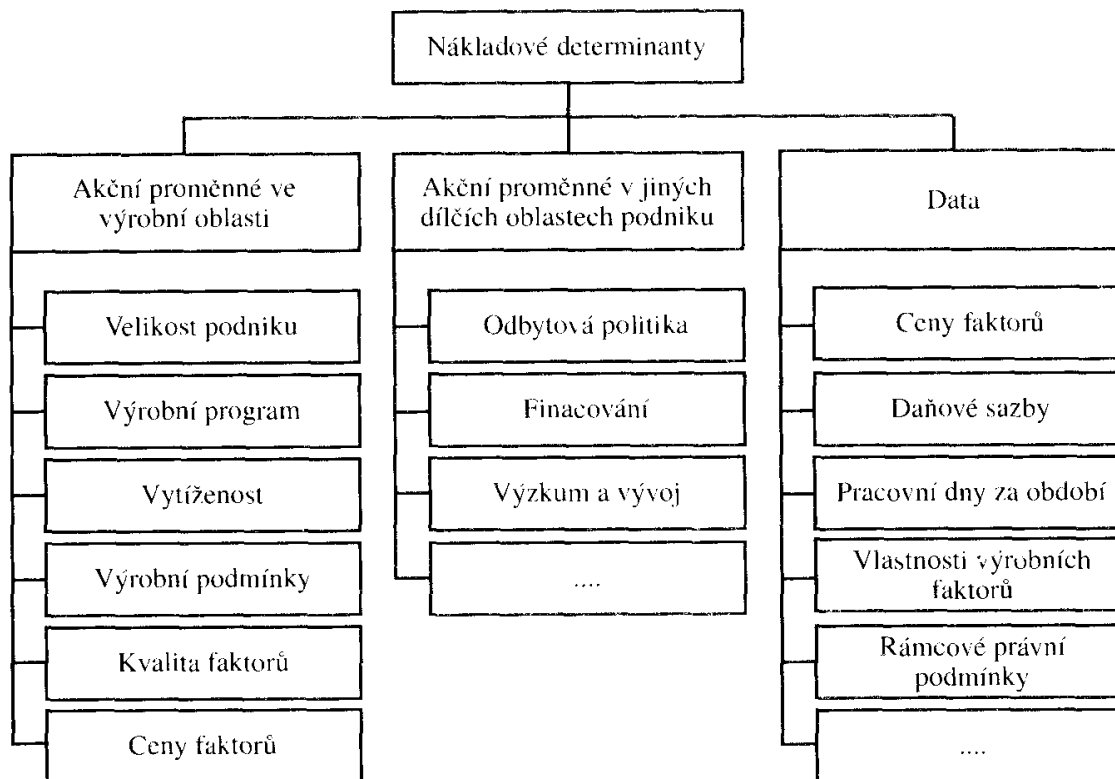 Nákladové determinanty
Akční proměnné ve
výrobní oblasti
Velikost podniku
Výrobní program
Vytíženost
Výrobní podmínky
Kvalita faktorů
Ceny faktorů
Akční proměnné v jiných
dílčích oblastech podniku
Odbytová politika
Finacování
Výzkum a vývoj
....
Data
Ceny faktorů
Daňové sazby
Pracovní dny za období
Vlastnosti výrobních
faktorů
Rámcové právní
podmínky
....